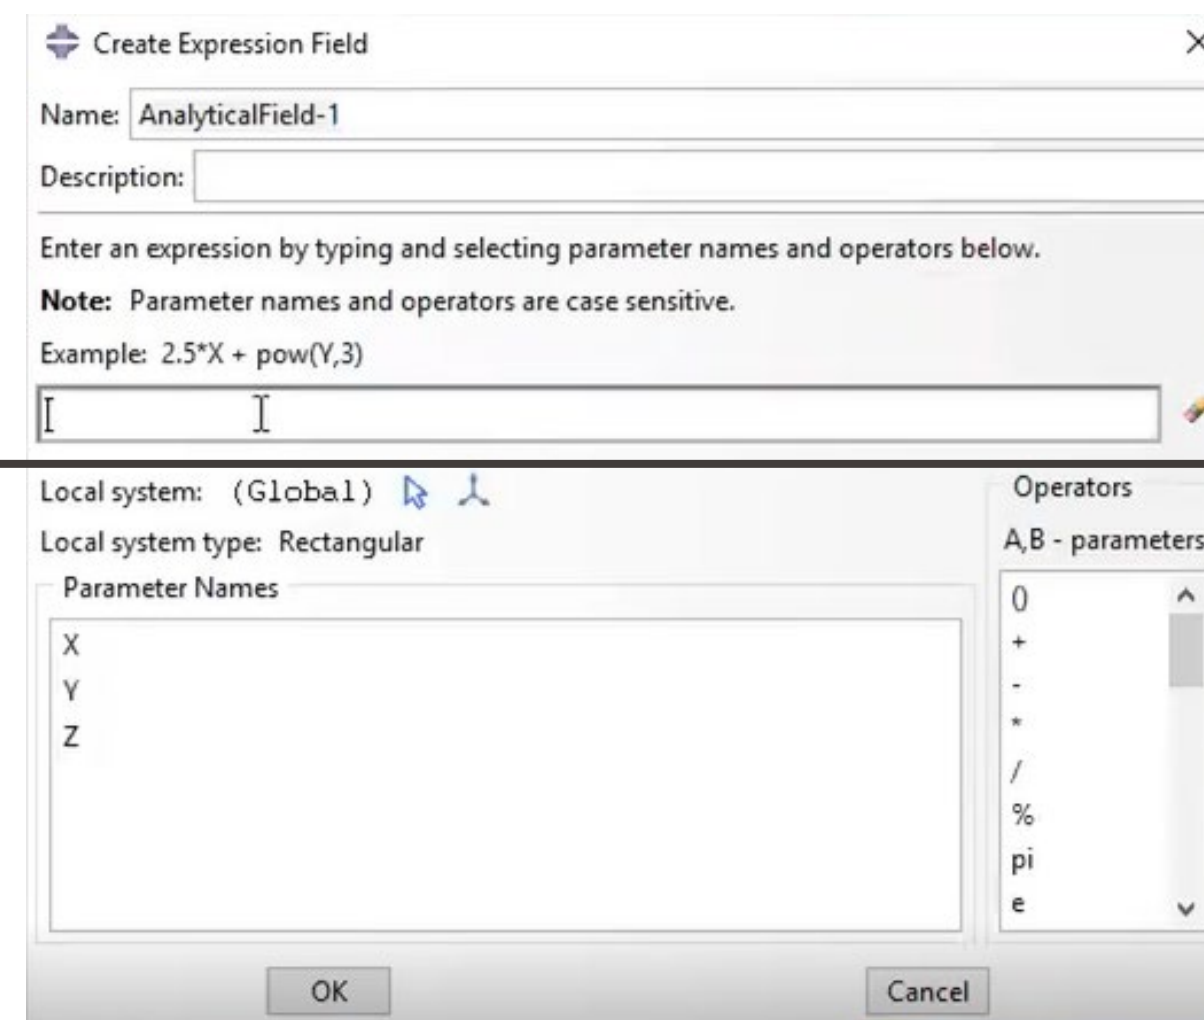 Create Expression Field
Name: AnalyticalField-1
Description:
Enter an expression by typing and selecting parameter names and operators below.
Note: Parameter names and operators are case sensitive.
Example: 2.5*X + pow(Y,3)
Local system: (Global)
Operators
Local system type: Rectangular
A,B - parameters
Parameter Names
X
Y
Z
()
+
-
*
/
%
pi
e
OK
Cancel